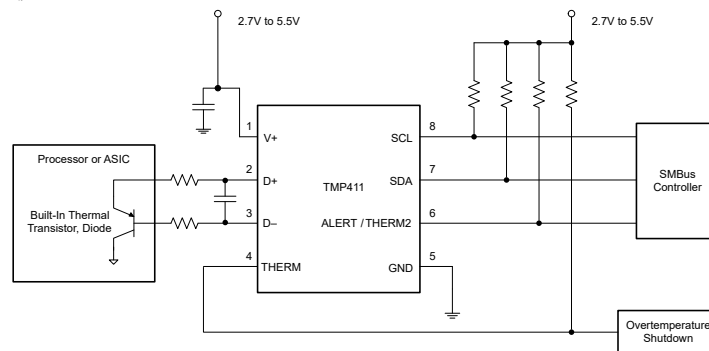 2.7V to 5.5V
2.7V to 5.5V
1
V+
SCL
8
Processor or ASIC
2
D+
TMP411
SDA
7
SMBus
Controller
Built-In Thermal
Transistor, Diode
3
D–
ALERT / THERM2
6
4
THERM
GND
5
Overtemperature
Shutdown